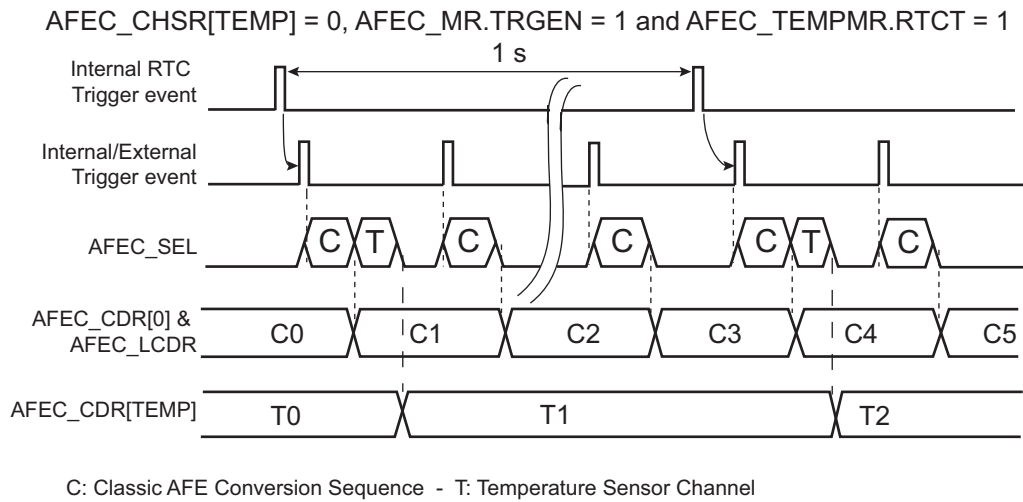 AFEC_CHSR[TEMP] = 0, AFEC_MR.TRGEN = 1 and AFEC_TEMPMR.RTCT = 1
1 s
Internal RTC
Trigger event
Internal/External
Trigger event
AFEC_SEL
C T C C C T C
AFEC_CDR[0] &
AFEC_LCDR
C0 C1 C2 C3 C4 C5
AFEC_CDR[TEMP]
T0 T1 T2
C: Classic AFE Conversion Sequence - T: Temperature Sensor Channel